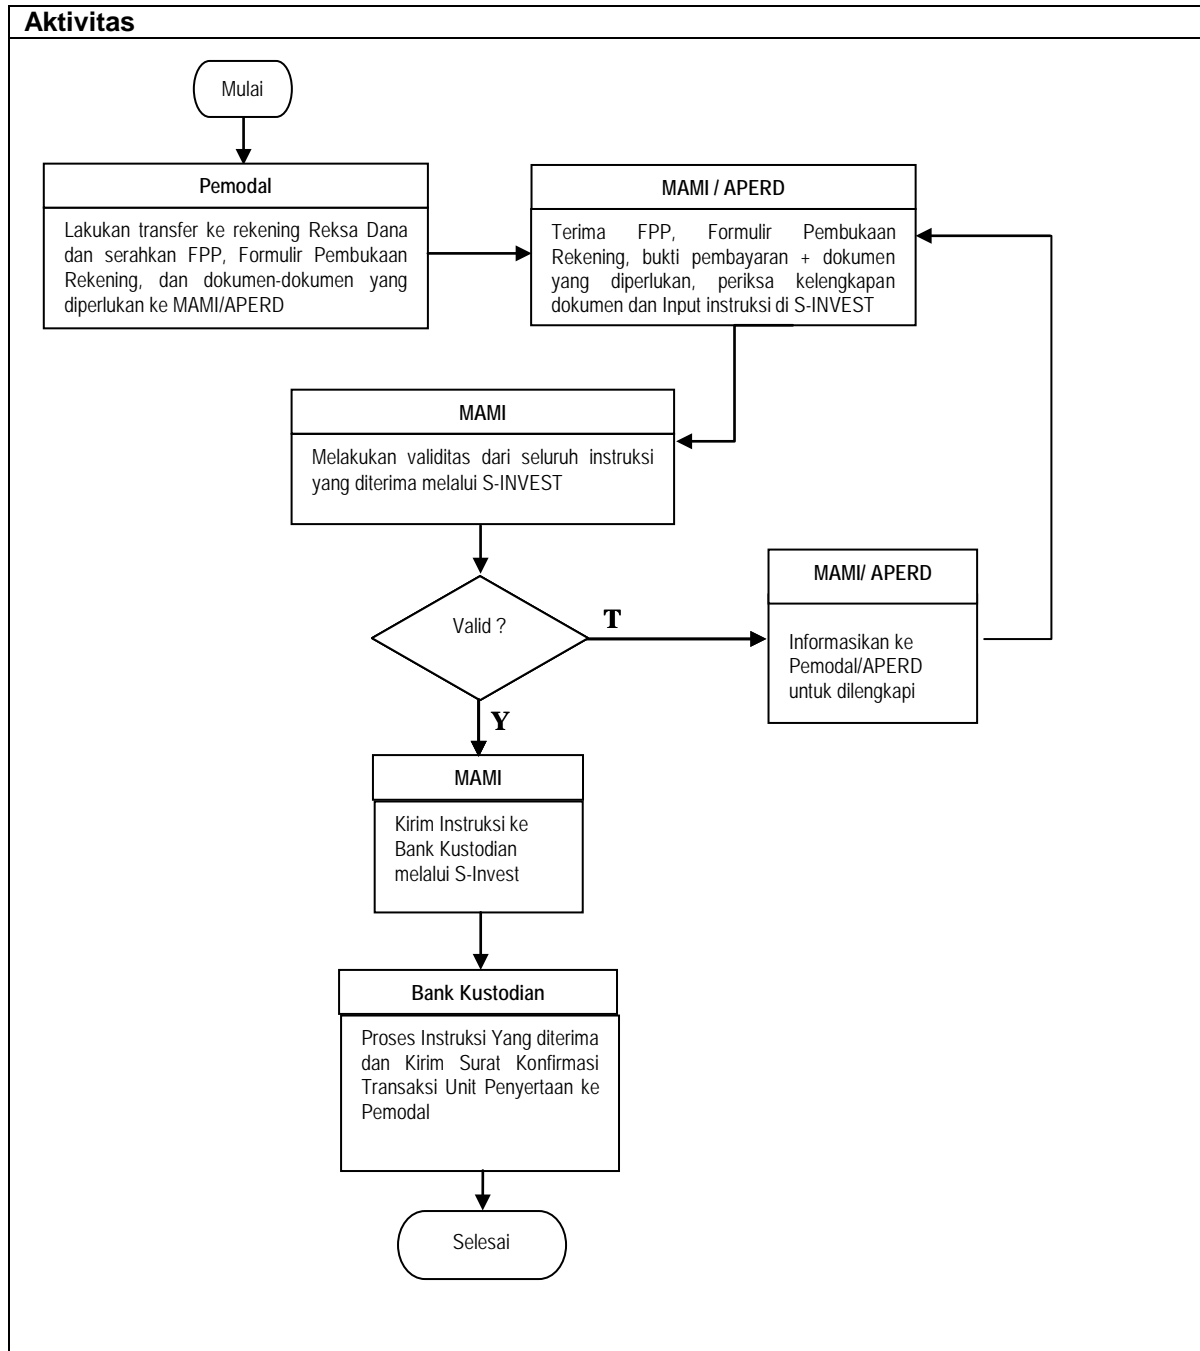 Aktivitas
Mulai
Pemodal
Lakukan transfer ke rekening Reksa Dana
dan serahkan FPP, Formulir Pembukaan
Rekening, dan dokumen-dokumen yang
diperlukan ke MAMI/APERD
MAMI / APERD
Terima FPP, Formulir Pembukaan
Rekening, bukti pembayaran + dokumen
yang diperlukan, periksa kelengkapan
dokumen dan Input instruksi di S-INVEST
MAMI
Melakukan validitas dari seluruh instruksi
yang diterima melalui S-INVEST
Valid ?
T
MAMI/ APERD
Informasikan ke
Pemodal/APERD
untuk dilengkapi
Y
MAMI
Kirim Instruksi ke
Bank Kustodian
melalui S-Invest
Bank Kustodian
Proses Instruksi Yang diterima
dan Kirim Surat Konfirmasi
Transaksi Unit Penyertaan ke
Pemodal
Selesai